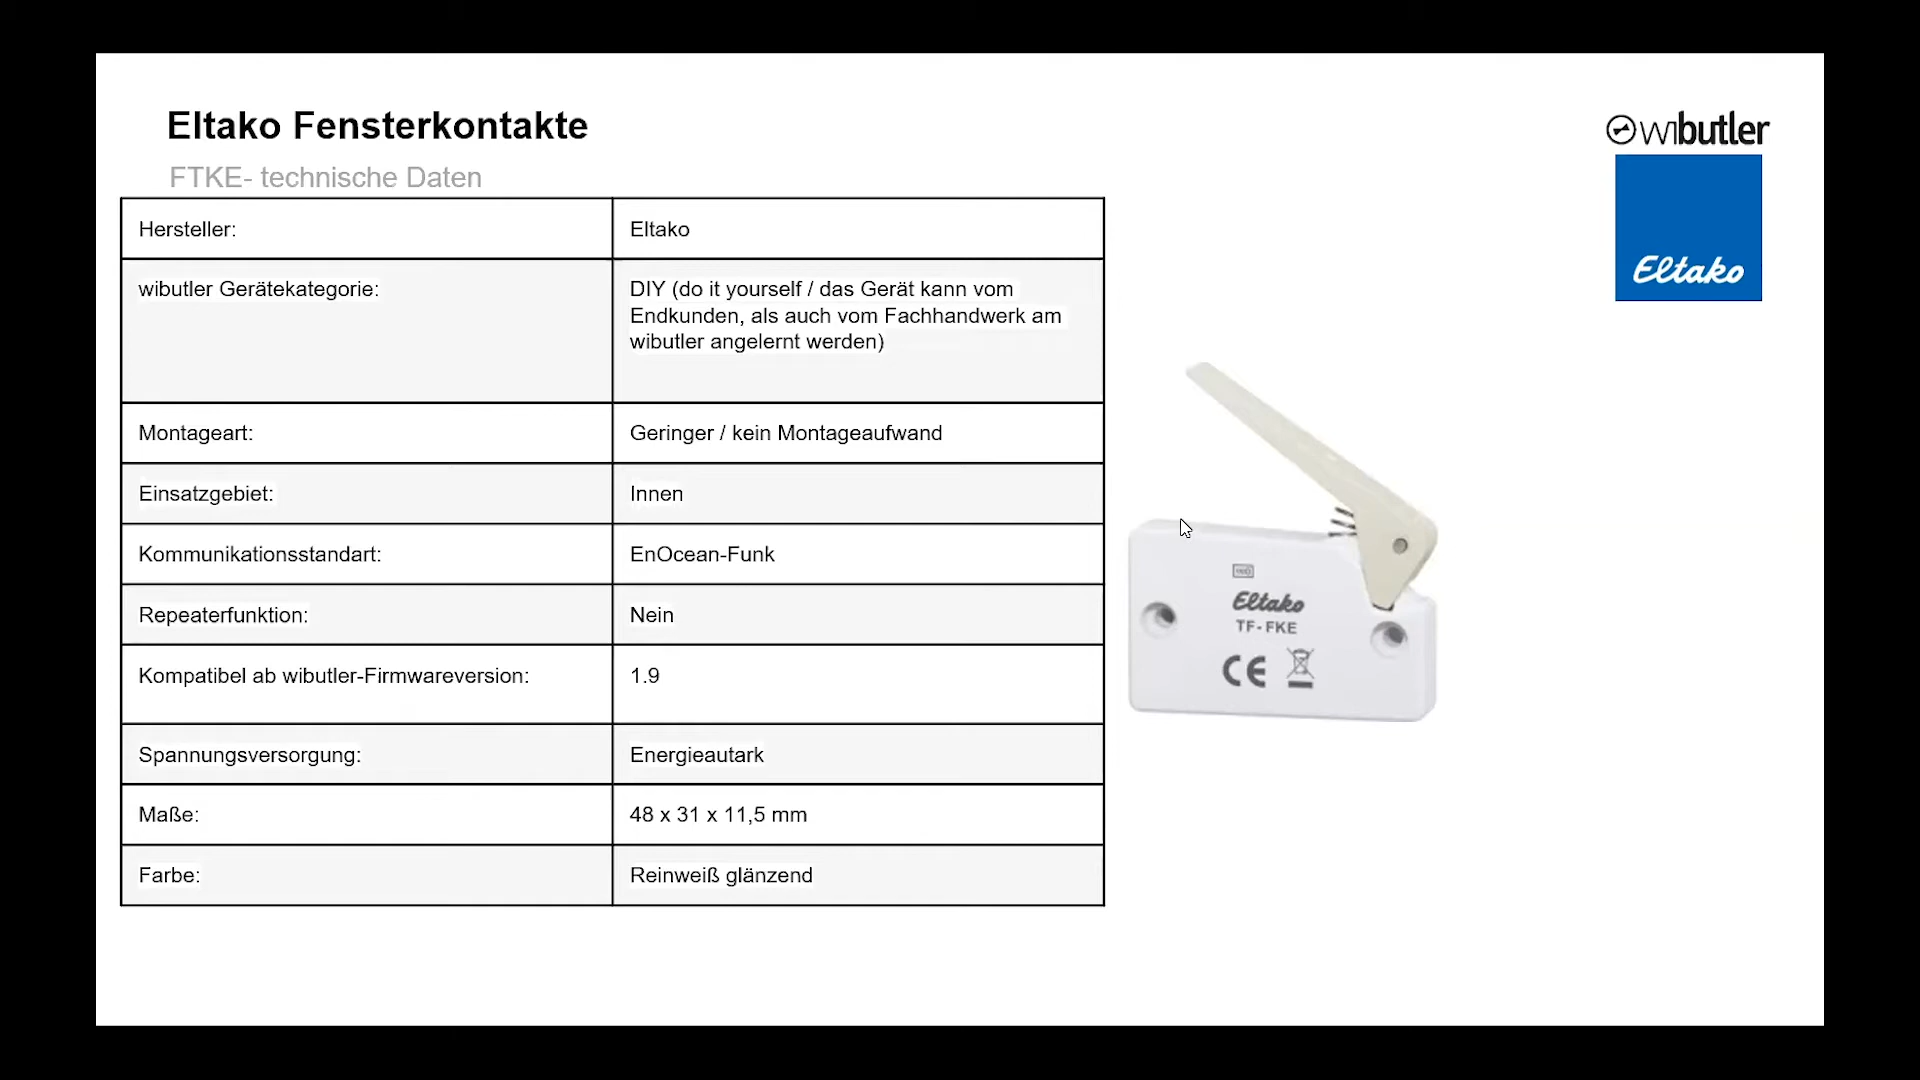 Eltako Fensterkontakte
FTKE- technische Daten
wibutler
Eltako
Hersteller:
Eltako
wibutler Gerätekategorie:
DIY (do it yourself / das Gerät kann vom
Endkunden, als auch vom Fachhandwerk am
wibutler angelernt werden)
Montageart:
Geringer / kein Montageaufwand
Einsatzgebiet:
Innen
Kommunikationsstandart:
EnOcean-Funk
Repeaterfunktion:
Nein
Kompatibel ab wibutler-Firmwareversion:
1.9
Spannungsversorgung:
Energieautark
Maße:
48 x 31 x 11,5 mm
Farbe:
Reinweiß glänzend
Eltako
TF-FKE
CE